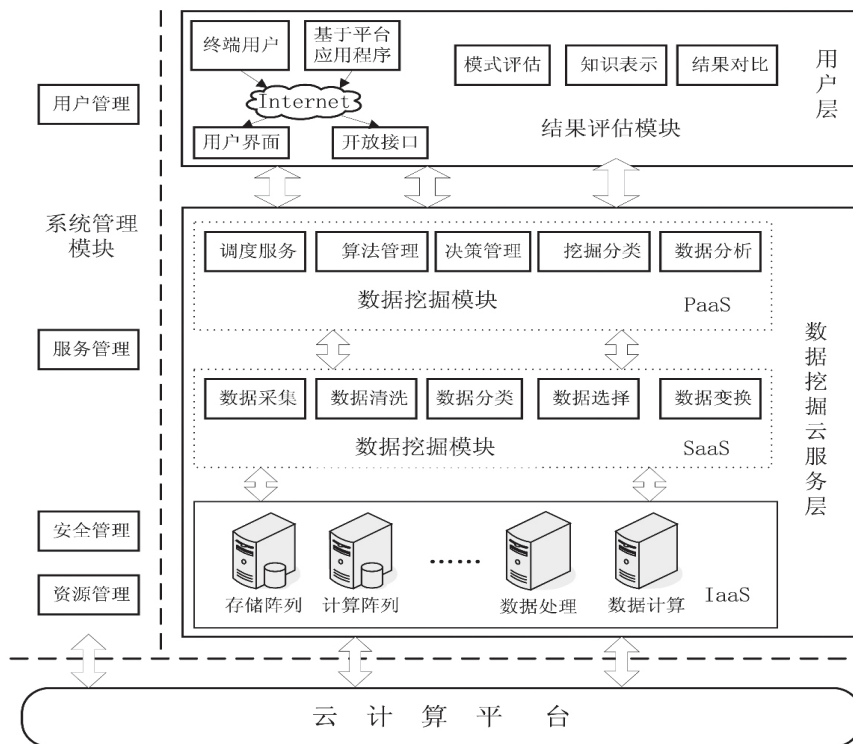 终端用户
基于平台
应用程序
Internet
用户界面
开放接口
模式评估
知识表示
结果对比
结果评估模块
用户层
用户管理
系统管理
模块
服务管理
安全管理
资源管理
调度服务
算法管理
决策管理
挖掘分类
数据分析
数据挖掘模块
PaaS
数据采集
数据清洗
数据分类
数据选择
数据变换
数据挖掘模块
SaaS
数据挖掘云服务层
存储阵列
计算阵列
……
数据处理
数据计算
IaaS
云计算平台